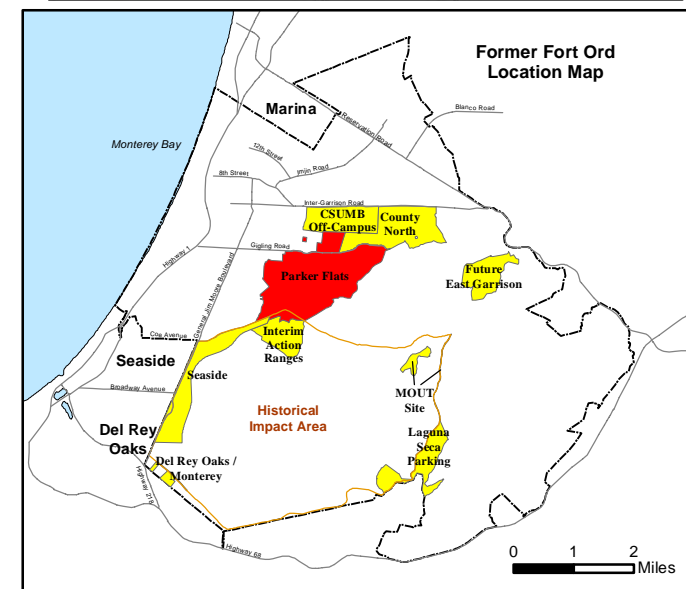 Former Fort Ord
Location Map
Marina
Blanco Road
Reservation Road
Monterey Bay
12th Street
Imjin Road
8th Street
Inter-Garrison Road
CSUMB
Off-Campus
County
North
Gigling Road
Highway 1
General Jim Moore Boulevard
Parker Flats
Future
East Garrison
Coe Avenue
Interim
Action
Ranges
Seaside
Seaside
Broadway Avenue
MOUT
Site
Historical
Impact Area
Del Rey
Oaks
Laguna
Seca
Parking
Del Rey Oaks /
Monterey
Highway 218
Highway 68
0 1 2
Miles